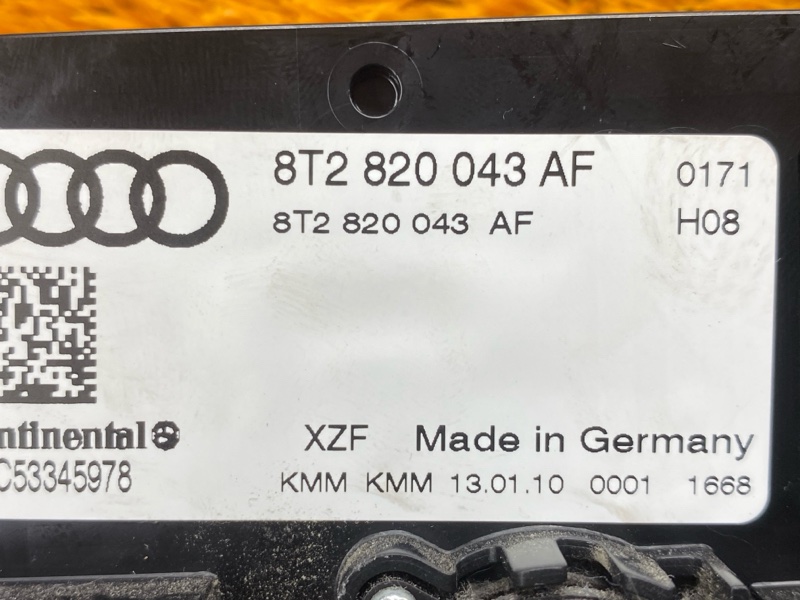 8T2 820 043 AF 0171
8T2 820 043 AF H08
XZF Made in Germany
C53345978
KMM KMM 13.01.10 0001 1668